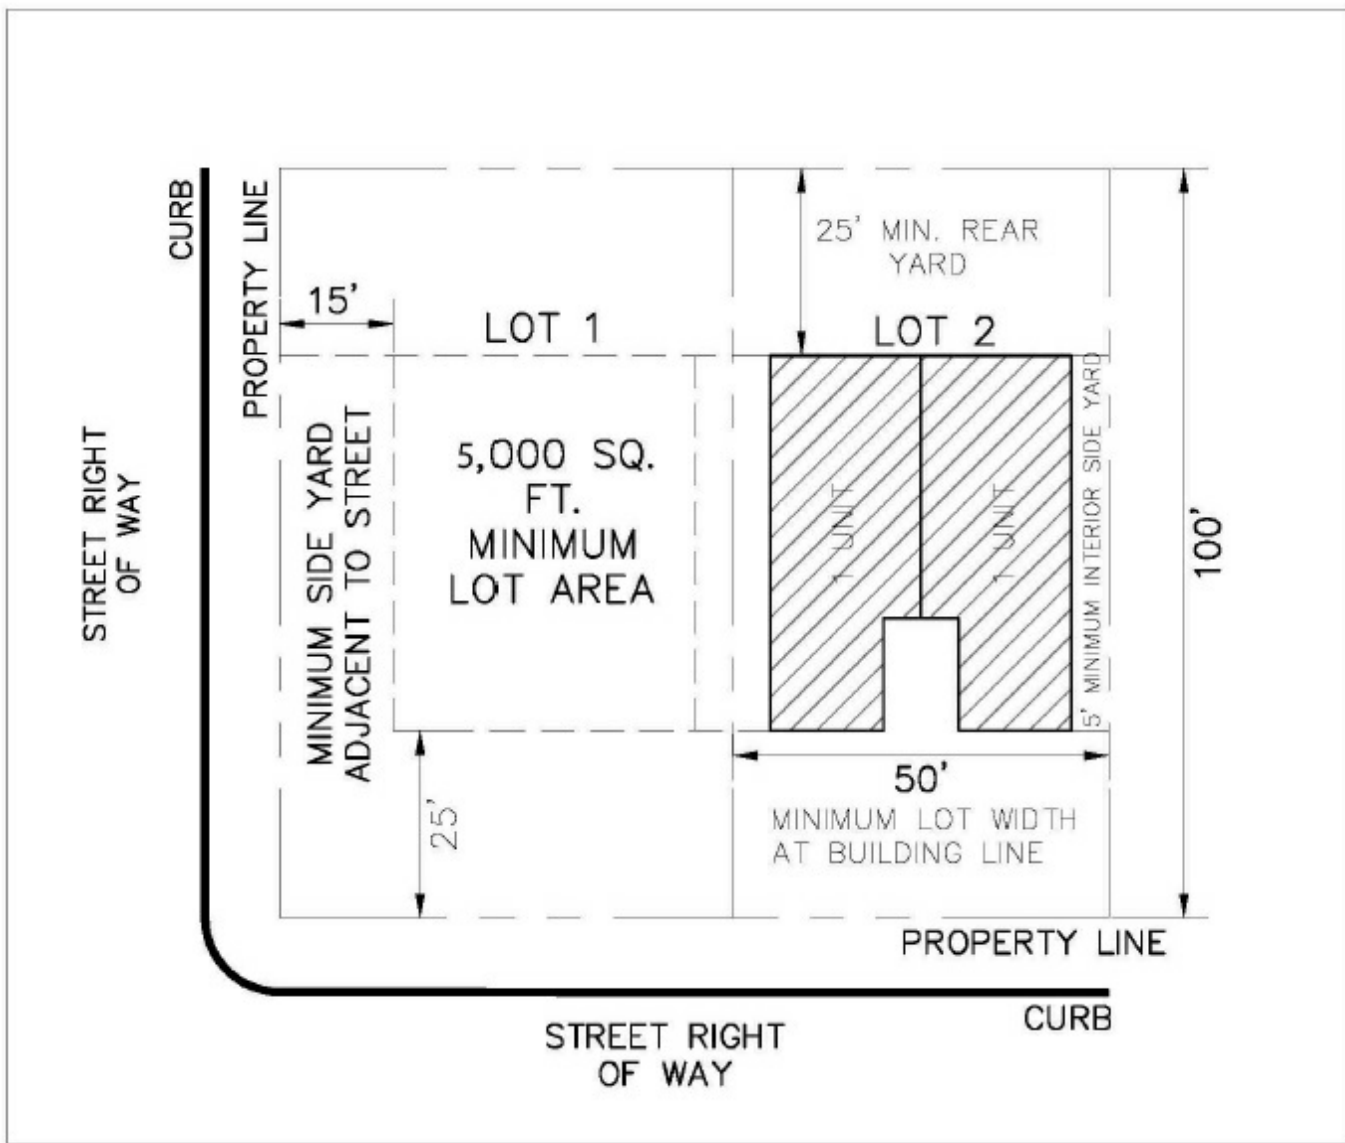 CURB
PROPERTY LINE
25' MIN. REAR
YARD
15'
LOT 1
LOT 2
STREET RIGHT
OF WAY
MINIMUM SIDE YARD
ADJACENT TO STREET
5,000 SQ.
FT.
MINIMUM
LOT AREA
1 UNIT
1 UNIT
5' MINIMUM INTERIOR SIDE YARD
100'
25'
50'
MINIMUM LOT WIDTH
AT BUILDING LINE
PROPERTY LINE
CURB
STREET RIGHT
OF WAY